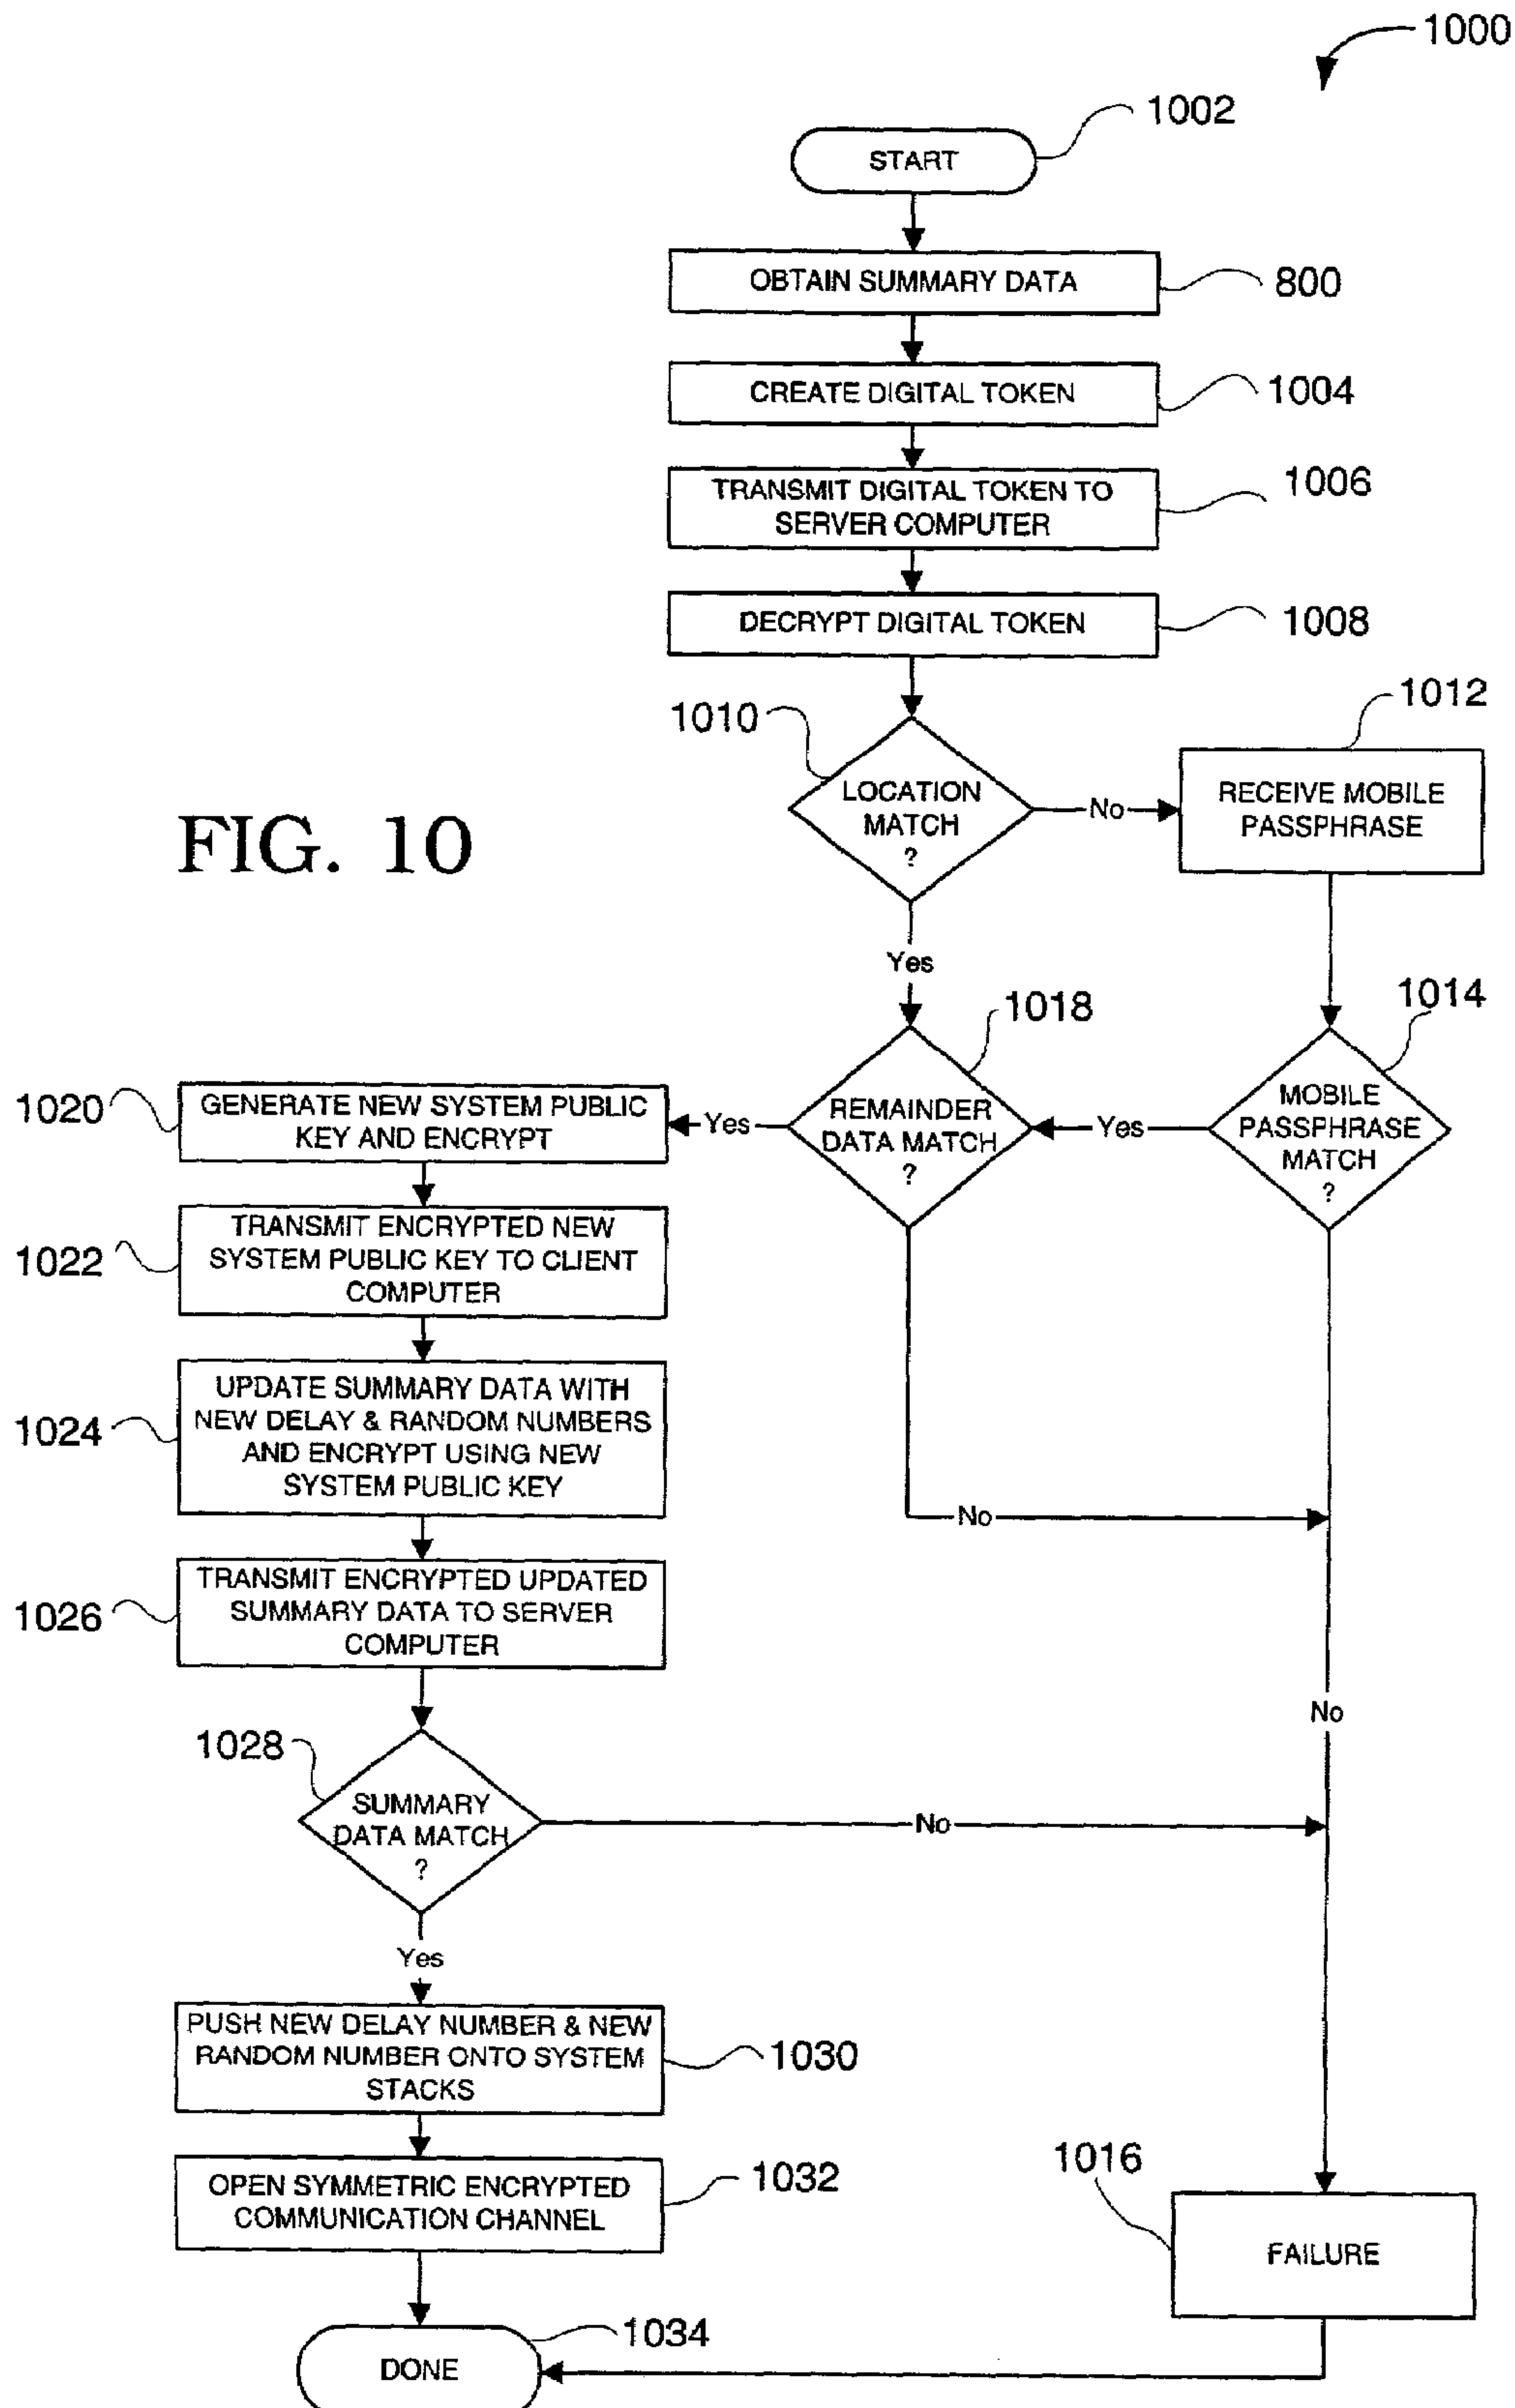 1000
1002
START
OBTAIN SUMMARY DATA
800
CREATE DIGITAL TOKEN
1004
TRANSMIT DIGITAL TOKEN TO
SERVER COMPUTER
1006
DECRYPT DIGITAL TOKEN
1008
1010
LOCATION
MATCH
?
No
1012
RECEIVE MOBILE
PASSPHRASE
FIG. 10
Yes
1018
REMAINDER
DATA MATCH
?
1014
MOBILE
PASSPHRASE
MATCH
?
Yes
Yes
1020
GENERATE NEW SYSTEM PUBLIC
KEY AND ENCRYPT
1022
TRANSMIT ENCRYPTED NEW
SYSTEM PUBLIC KEY TO CLIENT
COMPUTER
1024
UPDATE SUMMARY DATA WITH
NEW DELAY & RANDOM NUMBERS
AND ENCRYPT USING NEW
SYSTEM PUBLIC KEY
No
1026
TRANSMIT ENCRYPTED UPDATED
SUMMARY DATA TO SERVER
COMPUTER
No
1028
SUMMARY
DATA MATCH
?
No
Yes
PUSH NEW DELAY NUMBER & NEW
RANDOM NUMBER ONTO SYSTEM
STACKS
1030
OPEN SYMMETRIC ENCRYPTED
COMMUNICATION CHANNEL
1032
1016
FAILURE
1034
DONE